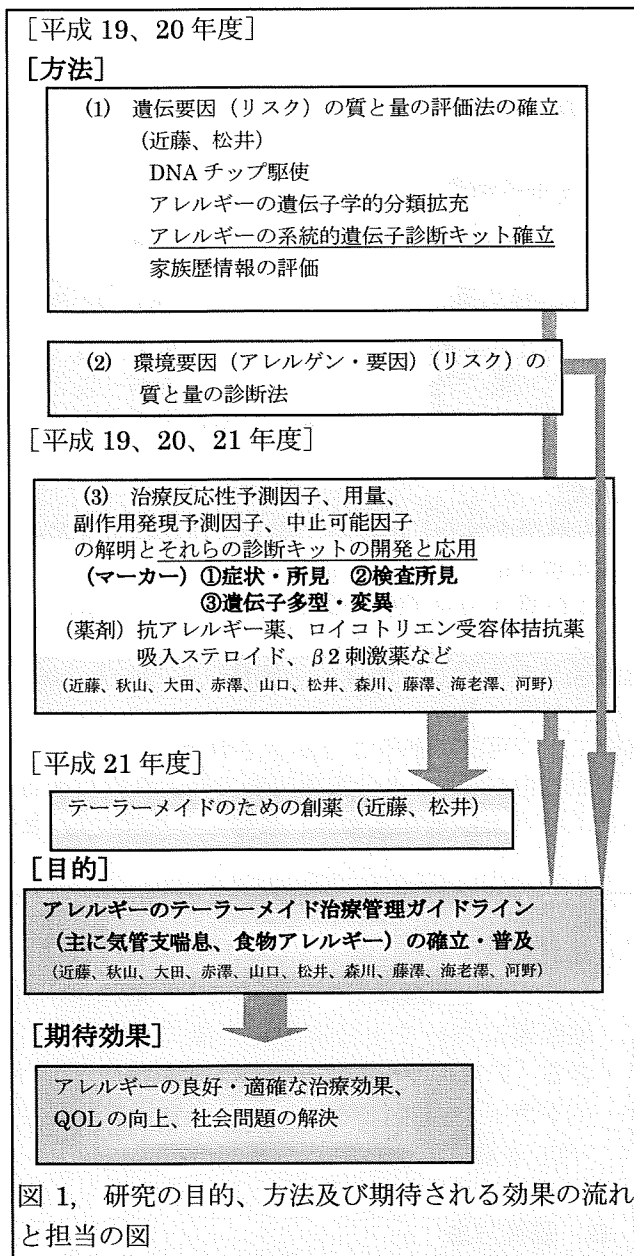 ［平成 19、20 年度］
［方法］
(1) 遺伝要因（リスク）の質と量の評価法の確立
（近藤、松井）
DNA チップ駆使
アレルギーの遺伝子学的分類拡充
アレルギーの系統的遺伝子診断キット確立
家族歴情報の評価
(2) 環境要因（アレルゲン・要因）（リスク）の
質と量の診断法
［平成 19、20、21 年度］
(3) 治療反応性予測因子、用量、
副作用発現予測因子、中止可能因子
の解明とそれらの診断キットの開発と応用
（マーカー）①症状・所見 ②検査所見
③遺伝子多型・変異
（薬剤）抗アレルギー薬、ロイコトリエン受容体拮抗薬
吸入ステロイド、β2 刺激薬など
（近藤、秋山、大田、赤澤、山口、松井、森川、藤澤、海老澤、河野）
［平成 21 年度］
テーラーメイドのための創薬（近藤、松井）
［目的］
アレルギーのテーラーメイド治療管理ガイドライン
（主に気管支喘息、食物アレルギー）の確立・普及
（近藤、秋山、大田、赤澤、山口、松井、森川、藤澤、海老澤、河野）
［期待効果］
アレルギーの良好・適確な治療効果、
QOL の向上、社会問題の解決
図 1, 研究の目的、方法及び期待される効果の流れ
と担当の図